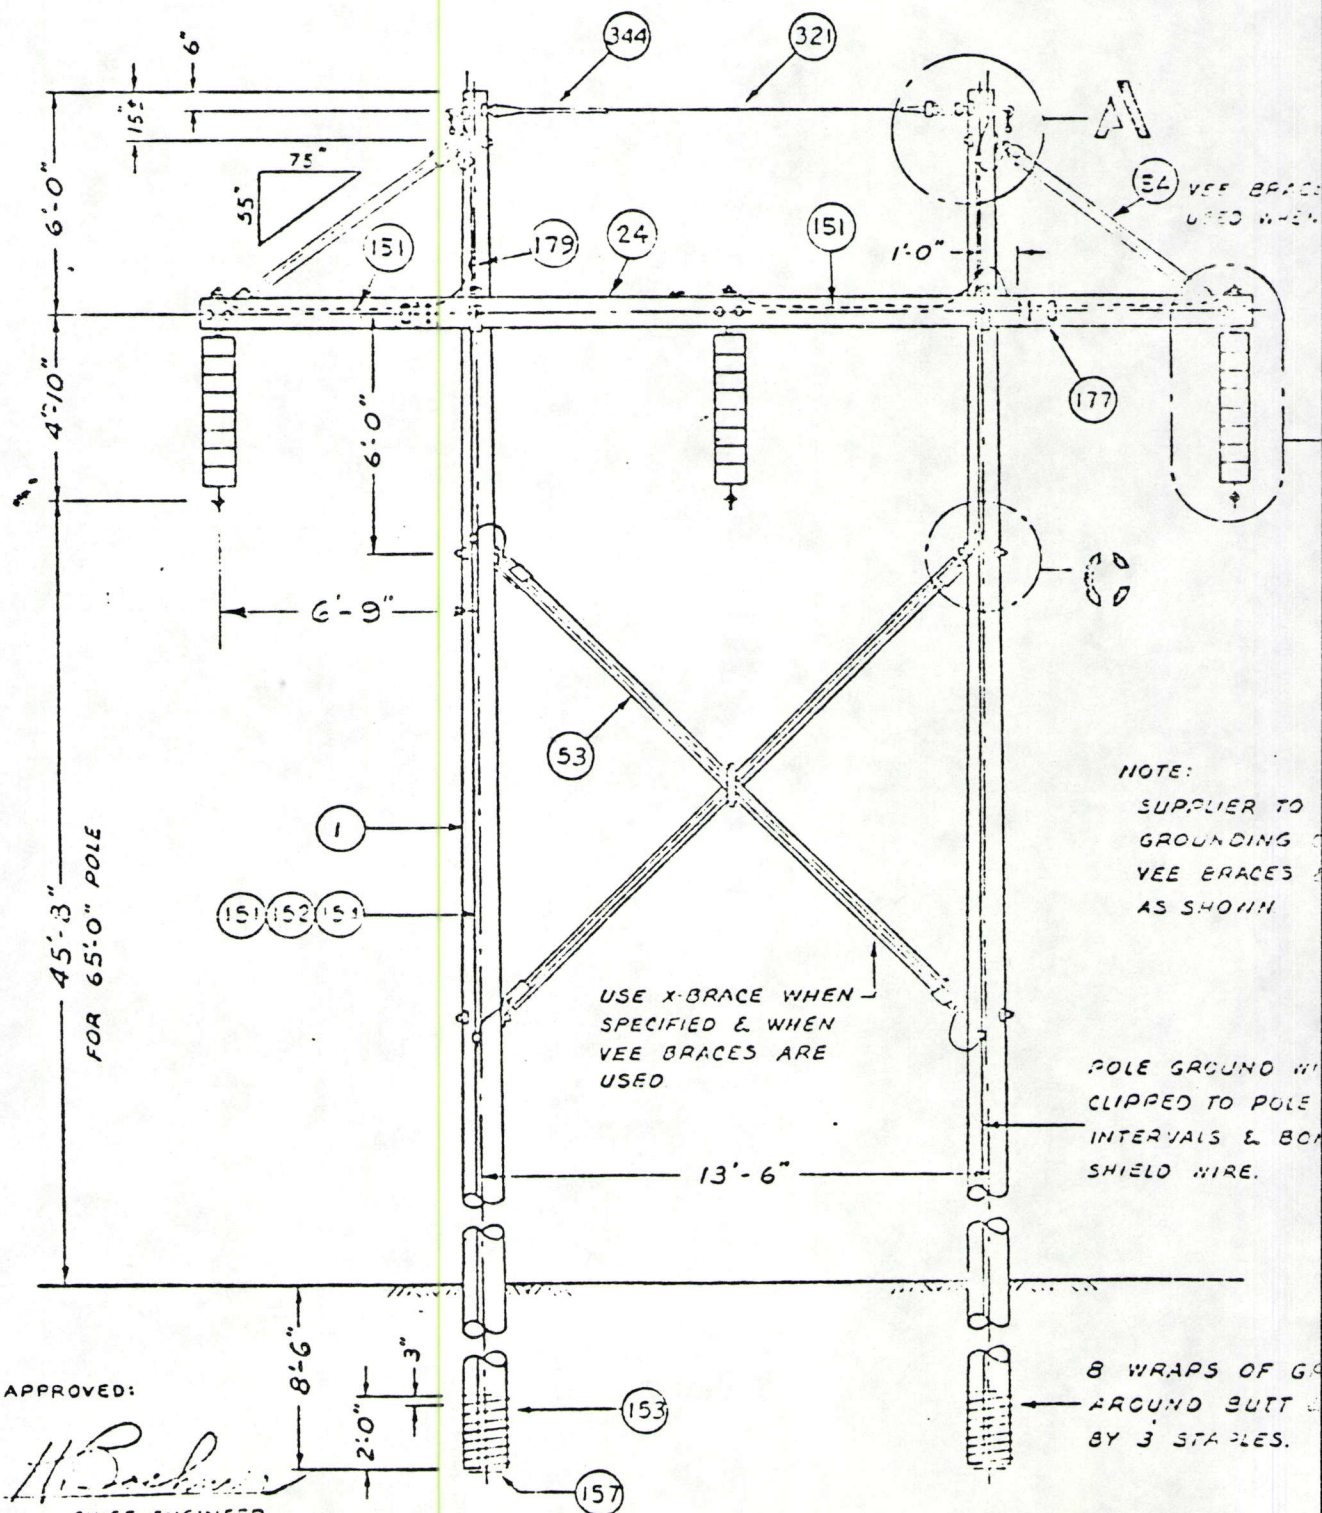 344
321
6"
15"±
A
75"
55"
6'-0"
VEE
USED WHEN
151
179
24
151
1'-0"
177
4'-10"
6'-0"
6'-9"
53
1
45'-8"
FOR 65'-0" POLE
151 152
NOTE:
SUPPLIER TO
GROUNDING
VEE BRACES
AS SHOWN.
USE X-BRACE WHEN
SPECIFIED & WHEN
VEE BRACES ARE
USED.
POLE GROUND
CLIPPED TO POLE
INTERVALS &
SHIELD WIRE.
13'-6"
8'-6"
3"
2'-0"
153
157
8 WRAPS OF
AROUND BUTT
BY 3 STAPLES.
APPROVED: